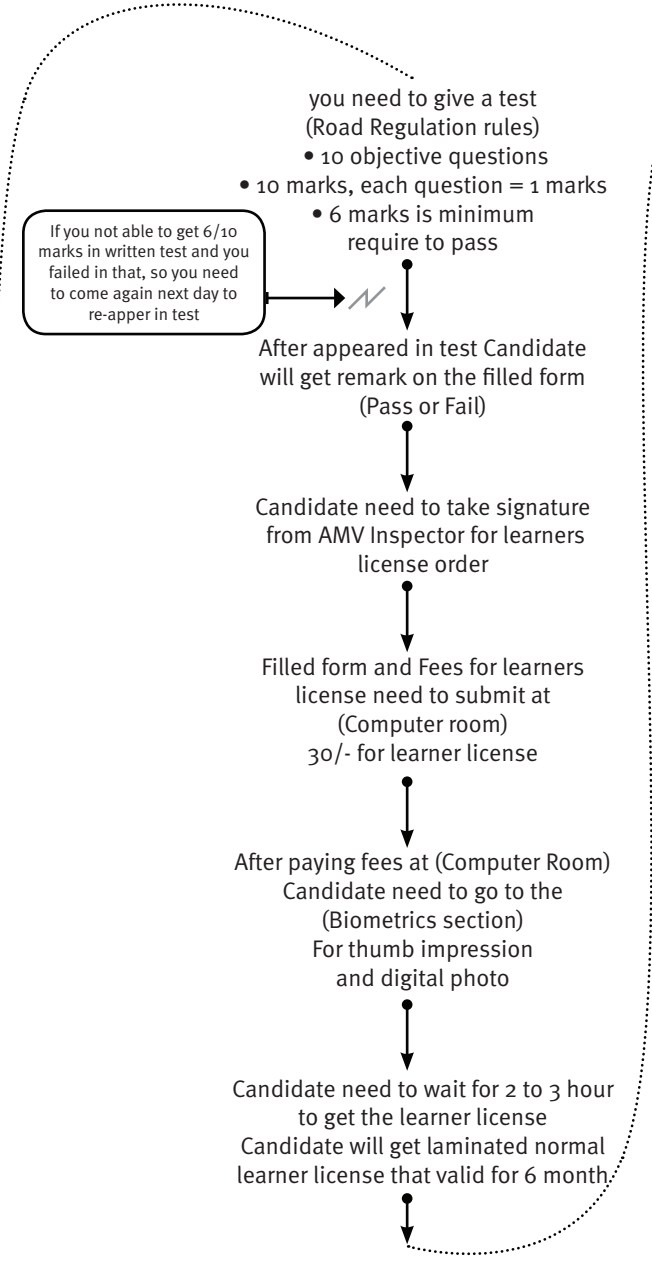 you need to give a test
(Road Regulation rules)
• 10 objective questions
• 10 marks, each question = 1 marks
• 6 marks is minimum
require to pass
If you not able to get 6/10
marks in written test and you
failed in that, so you need
to come again next day to
re-apper in test
After appeared in test Candidate
will get remark on the filled form
(Pass or Fail)
Candidate need to take signature
from AMV Inspector for learners
license order
Filled form and Fees for learners
license need to submit at
(Computer room)
30/- for learner license
After paying fees at (Computer Room)
Candidate need to go to the
(Biometrics section)
For thumb impression
and digital photo
Candidate need to wait for 2 to 3 hour
to get the learner license
Candidate will get laminated normal
learner license that valid for 6 month